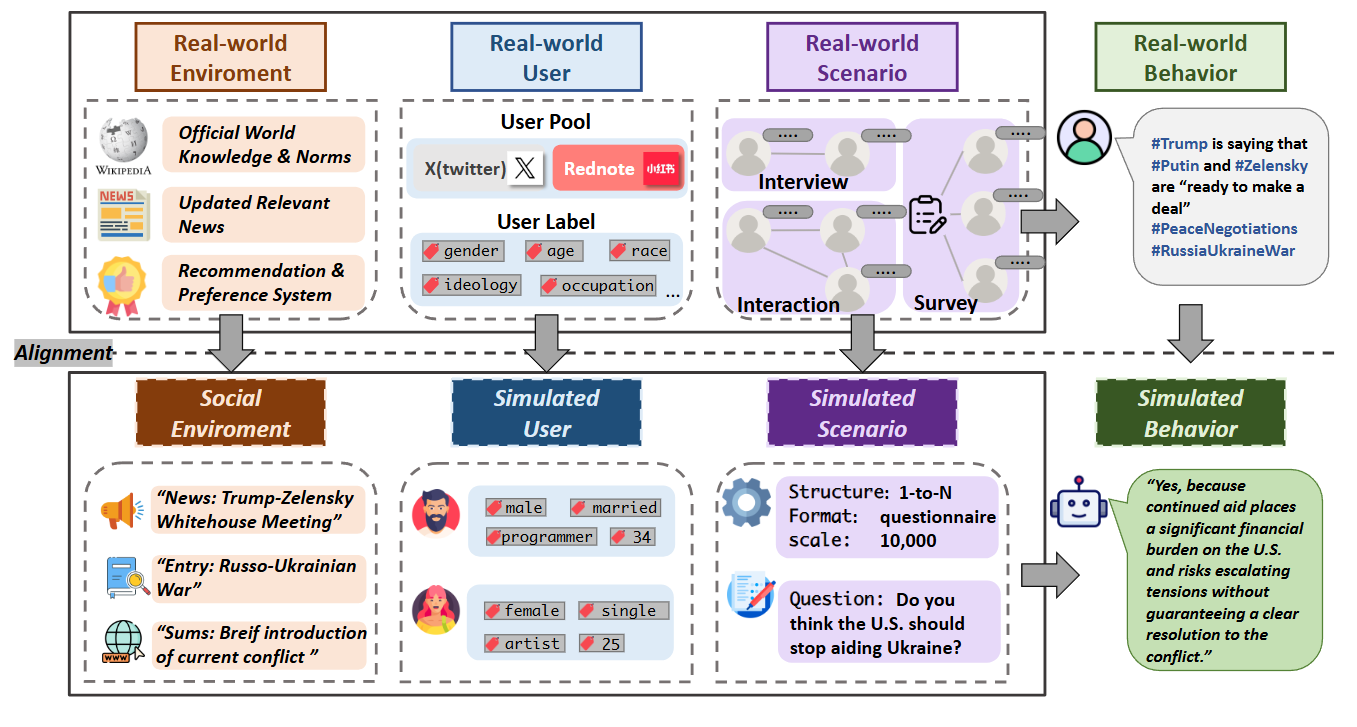 Real-world
Enviroment
Real-world
User
Real-world
Scenario
Real-world
Behavior
WIKIPEDIA
Official World
Knowledge & Norms
NEWS
Updated Relevant
News
Recommendation &
Preference System
User Pool
X(twitter)
Rednote
小红书
User Label
gender
age
race
ideology
occupation
...
Interview
Interaction
Survey
#Trump is saying that
#Putin and #Zelensky
are “ready to make a
deal”
#PeaceNegotiations
#RussiaUkraineWar
Alignment
Social
Enviroment
Simulated
User
Simulated
Scenario
Simulated
Behavior
“News: Trump-Zelensky
Whitehouse Meeting”
“Entry: Russo-Ukrainian
War”
WWW
“Sums: Breif introduction
of current conflict ”
male
married
programmer
34
female
single
artist
25
Structure: 1-to-N
Format: questionnaire
scale: 10,000
Question: Do you
think the U.S. should
stop aiding Ukraine?
“Yes, because
continued aid places
a significant financial
burden on the U.S.
and risks escalating
tensions without
guaranteeing a clear
resolution to the
conflict.”